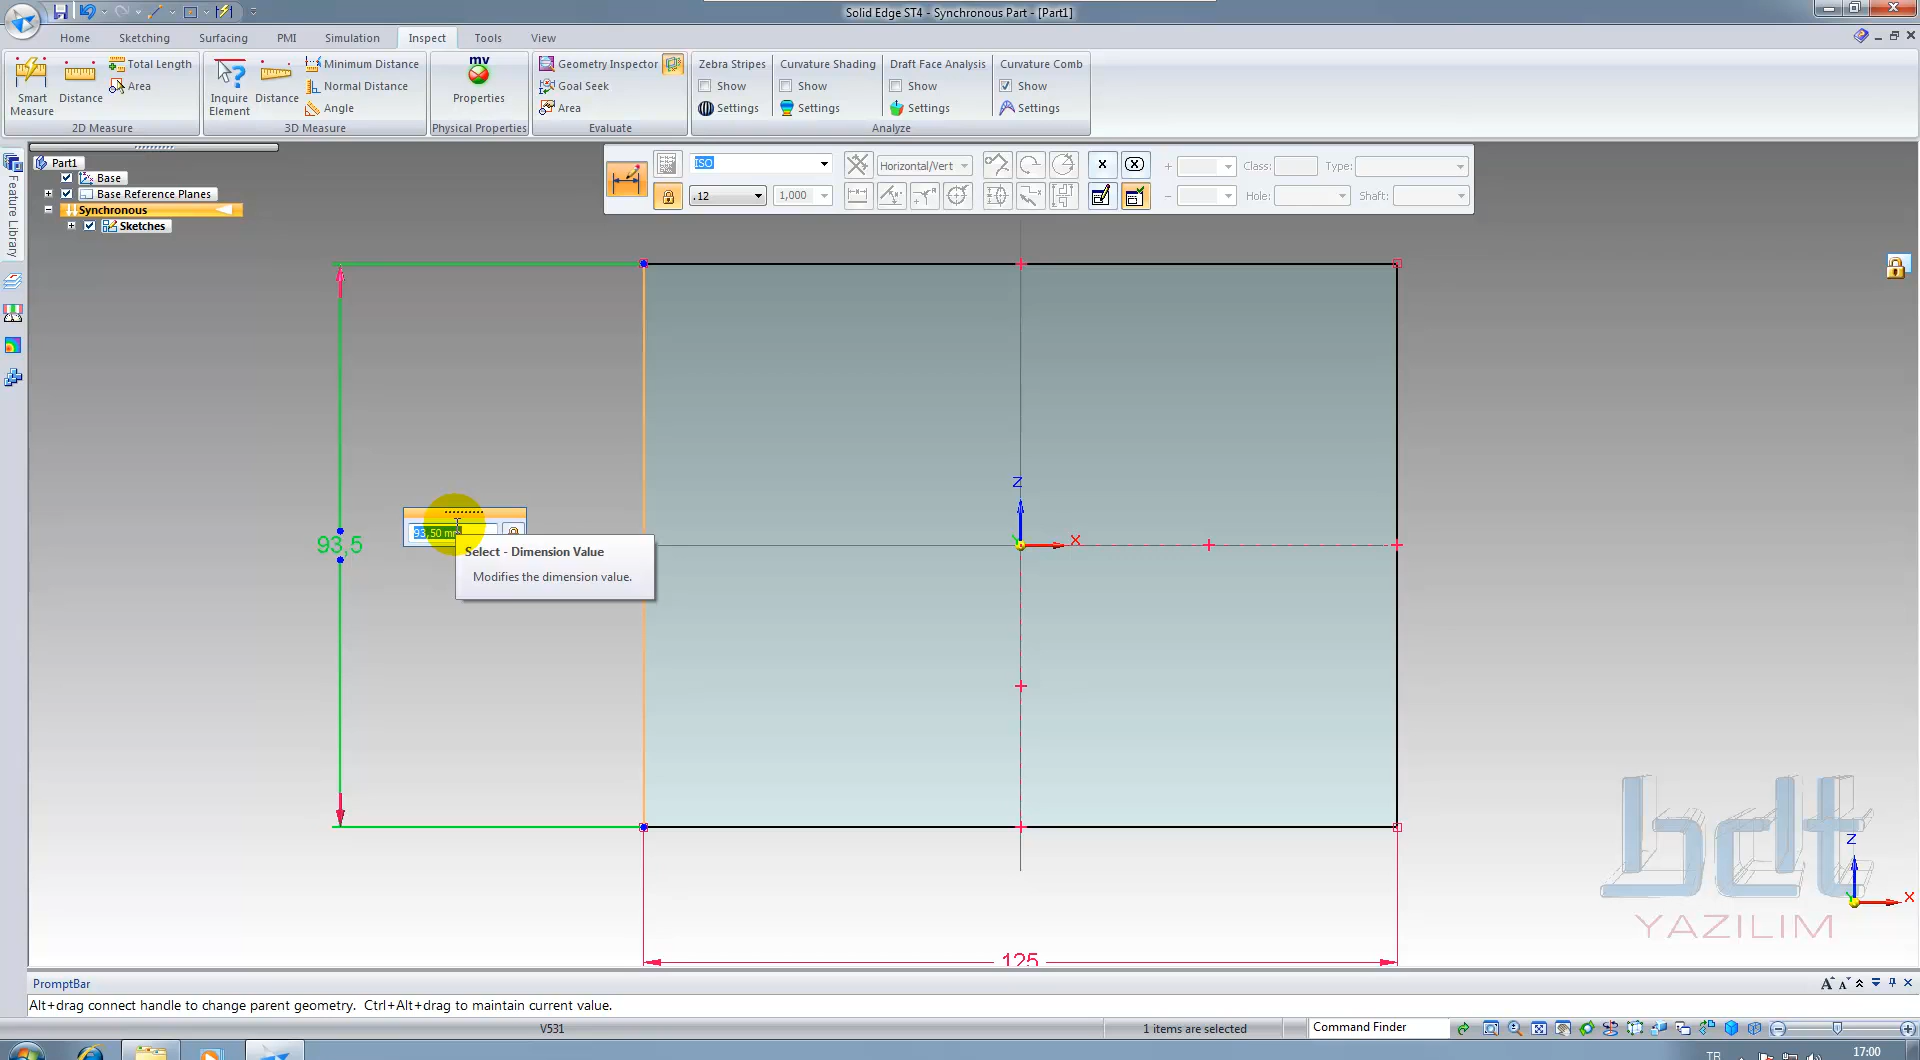 Solid Edge ST4 - Synchronous Part - [Part1]
Home Sketching Surfacing PMI Simulation Inspect Tools View
Smart Measure
Distance
Total Length
Area
2D Measure
Inquire Element
Distance
Minimum Distance
Normal Distance
Angle
3D Measure
mv
Properties
Physical Properties
Geometry Inspector
Goal Seek
Area
Evaluate
Zebra Stripes
Show
Settings
Curvature Shading
Show
Settings
Draft Face Analysis
Show
Settings
Curvature Comb
Show
Settings
Analyze
Feature Library
Part1
Base
Base Reference Planes
Synchronous
Sketches
ISO
.12
Horizontal/Vert
1,000
x
(x)
+
Class:
Type:
-
Hole:
Shaft:
93,5
93,50 mm
Select - Dimension Value
Modifies the dimension value.
Z
X
125
bdt
YAZILIM
Z
X
PromptBar
Alt+drag connect handle to change parent geometry. Ctrl+Alt+drag to maintain current value.
V531
1 items are selected
Command Finder
TR
17:00